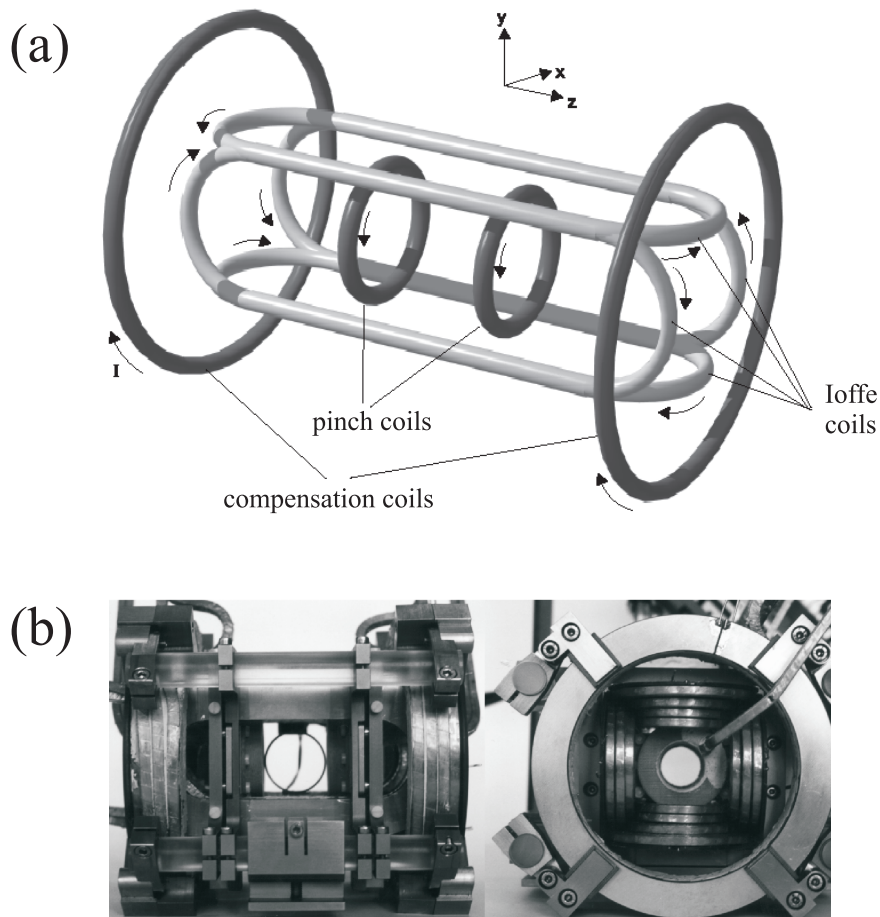 (a)
y
x
z
I
pinch coils
Ioffe
coils
compensation coils
(b)